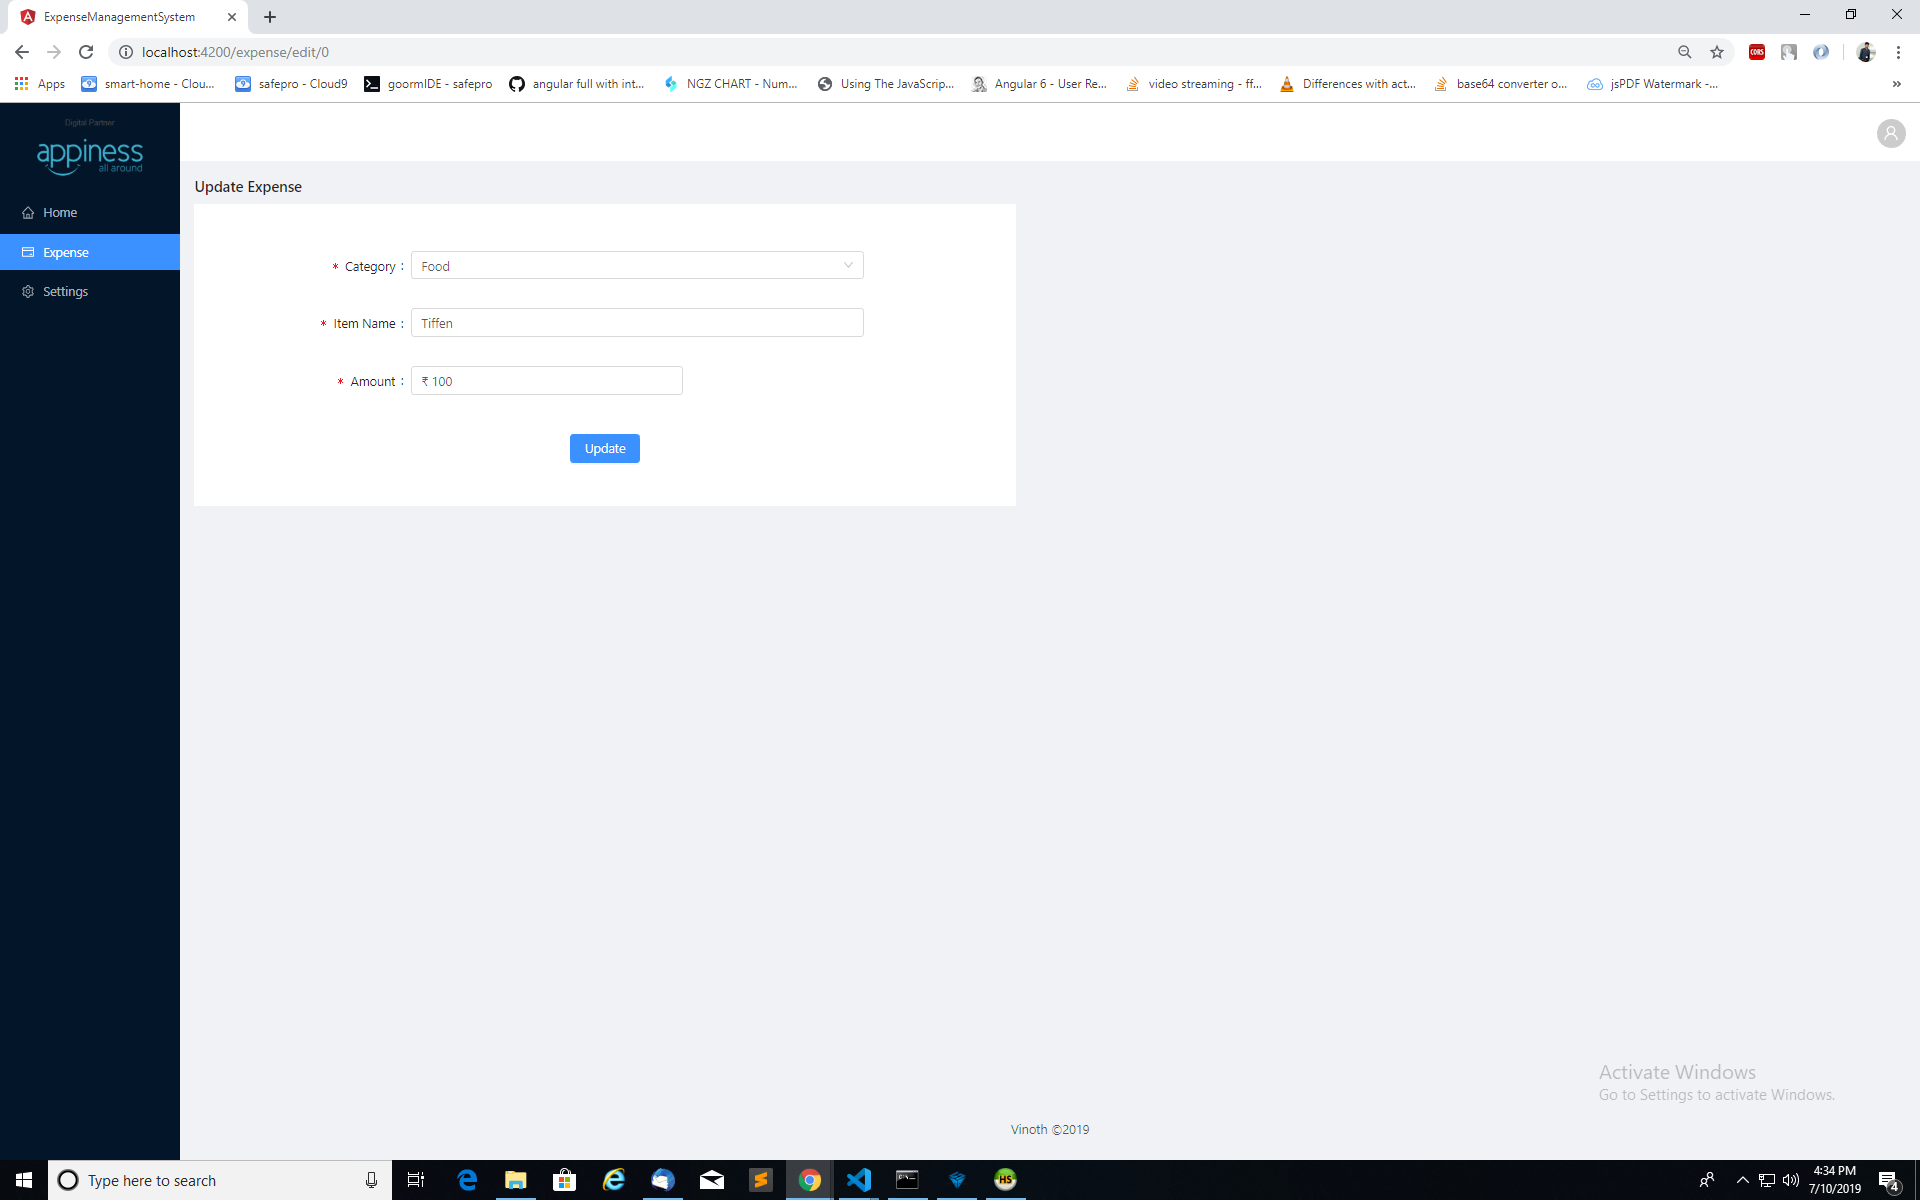 ExpenseManagementSystem
localhost:4200/expense/edit/0
CORS
Apps
smart-home - Clou...
safepro - Cloud9
goormIDE - safepro
angular full with int...
NGZ CHART - Num...
Using The JavaScrip...
Angular 6 - User Re...
video streaming - ff...
Differences with act...
base64 converter o...
jsPDF Watermark -...
»
Digital Partner
appiness
all around
Home
Expense
Settings
Update Expense
* Category :
Food
* Item Name :
Tiffen
* Amount :
₹ 100
Update
Activate Windows
Go to Settings to activate Windows.
Vinoth ©2019
Type here to search
HS
4:34 PM
7/10/2019
4